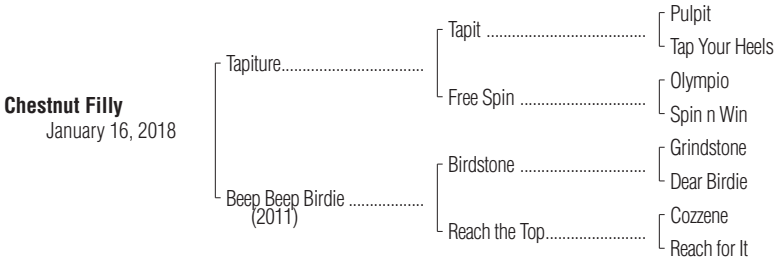 Pulpit
Tapit ......................................
Tap Your Heels
Tapiture..................................
Olympio
Free Spin ..............................
Spin n Win
Chestnut Filly
January 16, 2018
Grindstone
Birdstone ..............................
Dear Birdie
Beep Beep Birdie ..................
(2011)
Cozzene
Reach the Top........................
Reach for It